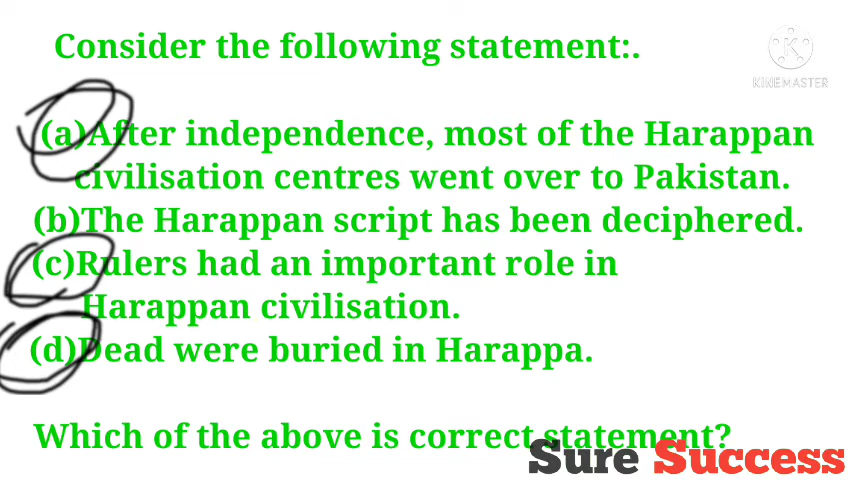 Consider the following statement:.
KINEMASTER
(a)After independence, most of the Harappan
civilisation centres went over to Pakistan.
(b)The Harappan script has been deciphered.
(c)Rulers had an important role in
Harappan civilisation.
(d)Dead were buried in Harappa.
Which of the above is correct statement?
Sure Success